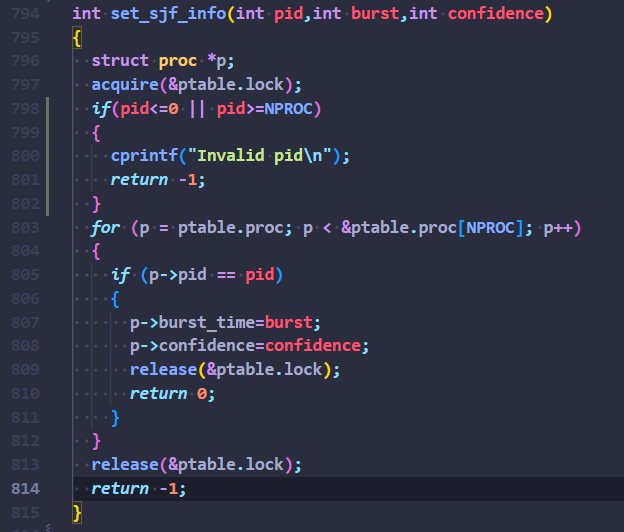 794 int set_sjf_info(int pid,int burst,int confidence)
795 {
796   struct proc *p;
797   acquire(&ptable.lock);
798   if(pid<=0 || pid>=NPROC)
799   {
800     cprintf("Invalid pid\n");
801     return -1;
802   }
803   for (p = ptable.proc; p < &ptable.proc[NPROC]; p++)
804   {
805     if (p->pid == pid)
806     {
807       p->burst_time=burst;
808       p->confidence=confidence;
809       release(&ptable.lock);
810       return 0;
811     }
812   }
813   release(&ptable.lock);
814   return -1;
815 }